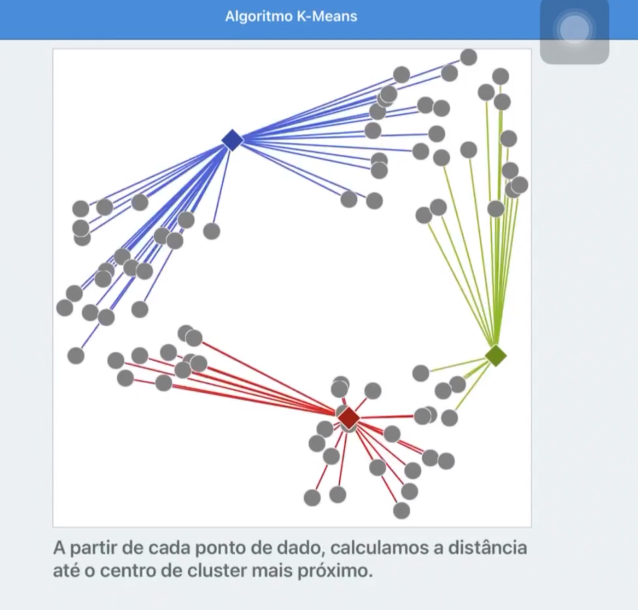 Algoritmo K-Means
A partir de cada ponto de dado, calculamos a distância
até o centro de cluster mais próximo.